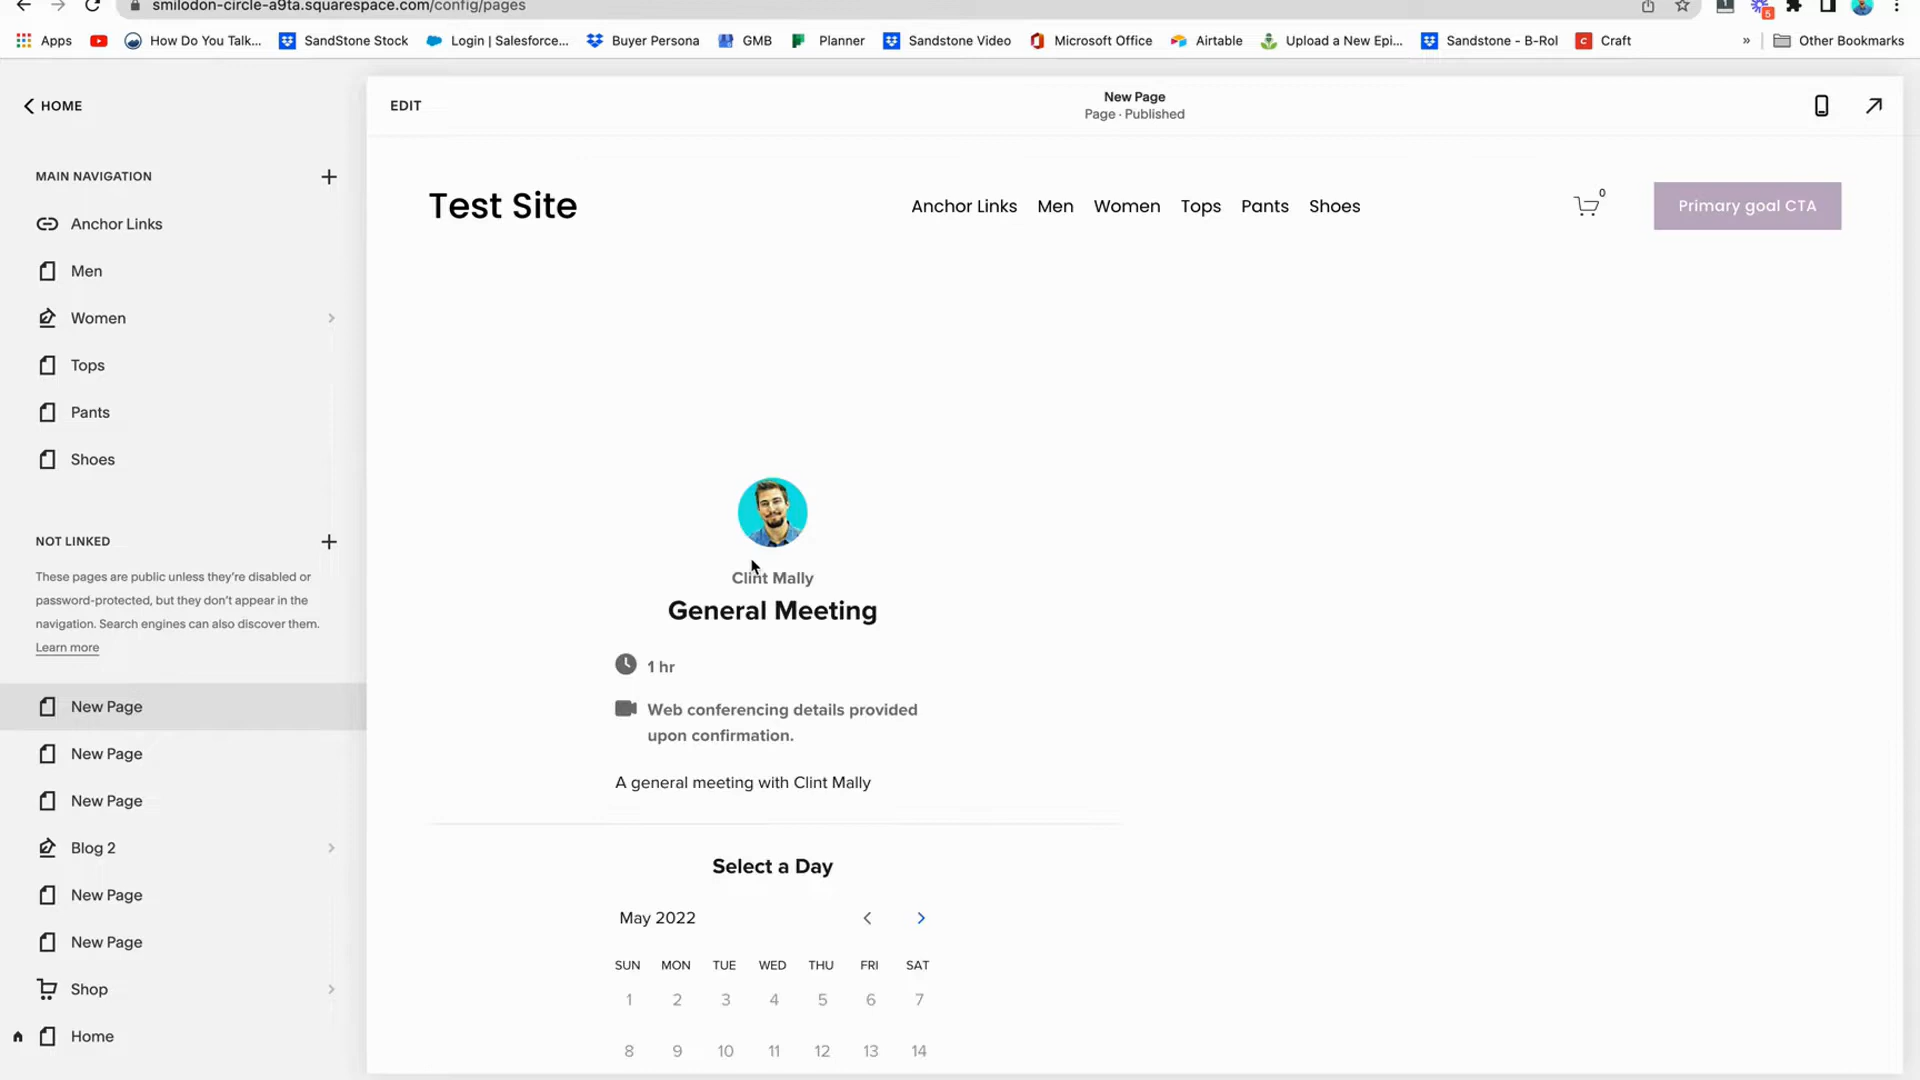 smilodon-circle-a9ta.squarespace.com/config/pages
5
Apps How Do You Talk... SandStone Stock Login | Salesforce... Buyer Persona GMB Planner Sandstone Video Microsoft Office Airtable Upload a New Epi... Sandstone - B-Rol Craft » Other Bookmarks
HOME
EDIT
New Page
Page · Published
MAIN NAVIGATION
Anchor Links
Men
Women
Tops
Pants
Shoes
NOT LINKED
These pages are public unless they're disabled or
password-protected, but they don't appear in the
navigation. Search engines can also discover them.
Learn more
New Page
New Page
New Page
Blog 2
New Page
New Page
Shop
Home
Test Site
Anchor Links Men Women Tops Pants Shoes
0
Primary goal CTA
Clint Mally
General Meeting
1 hr
Web conferencing details provided
upon confirmation.
A general meeting with Clint Mally
Select a Day
May 2022
SUN MON TUE WED THU FRI SAT
1 2 3 4 5 6 7
8 9 10 11 12 13 14